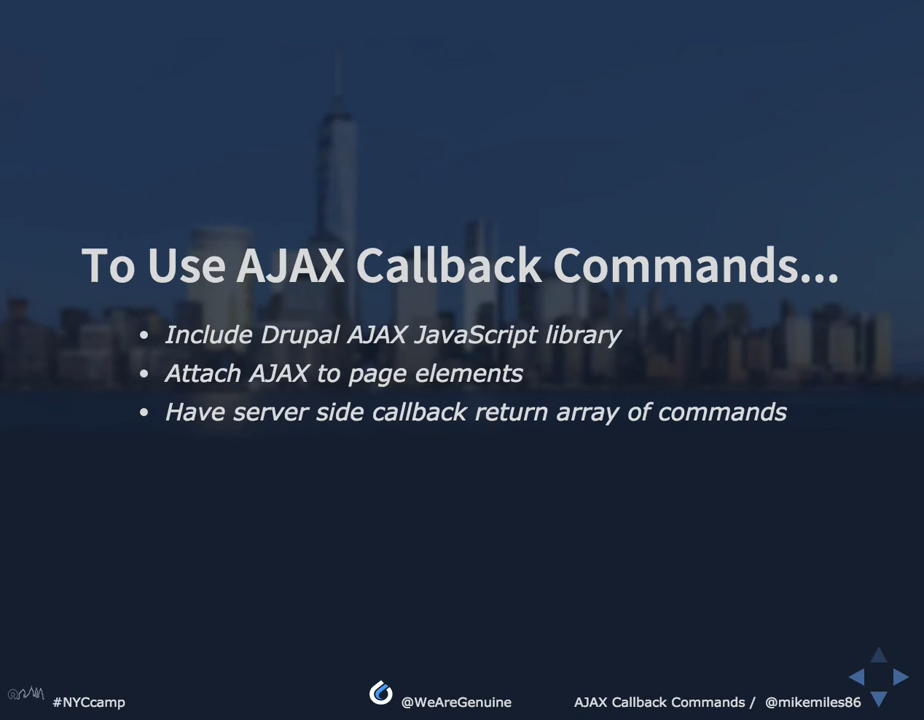 To Use AJAX Callback Commands...
• Include Drupal AJAX JavaScript library
• Attach AJAX to page elements
• Have server side callback return array of commands
#NYCcamp
@WeAreGenuine
AJAX Callback Commands / @mikemiles86